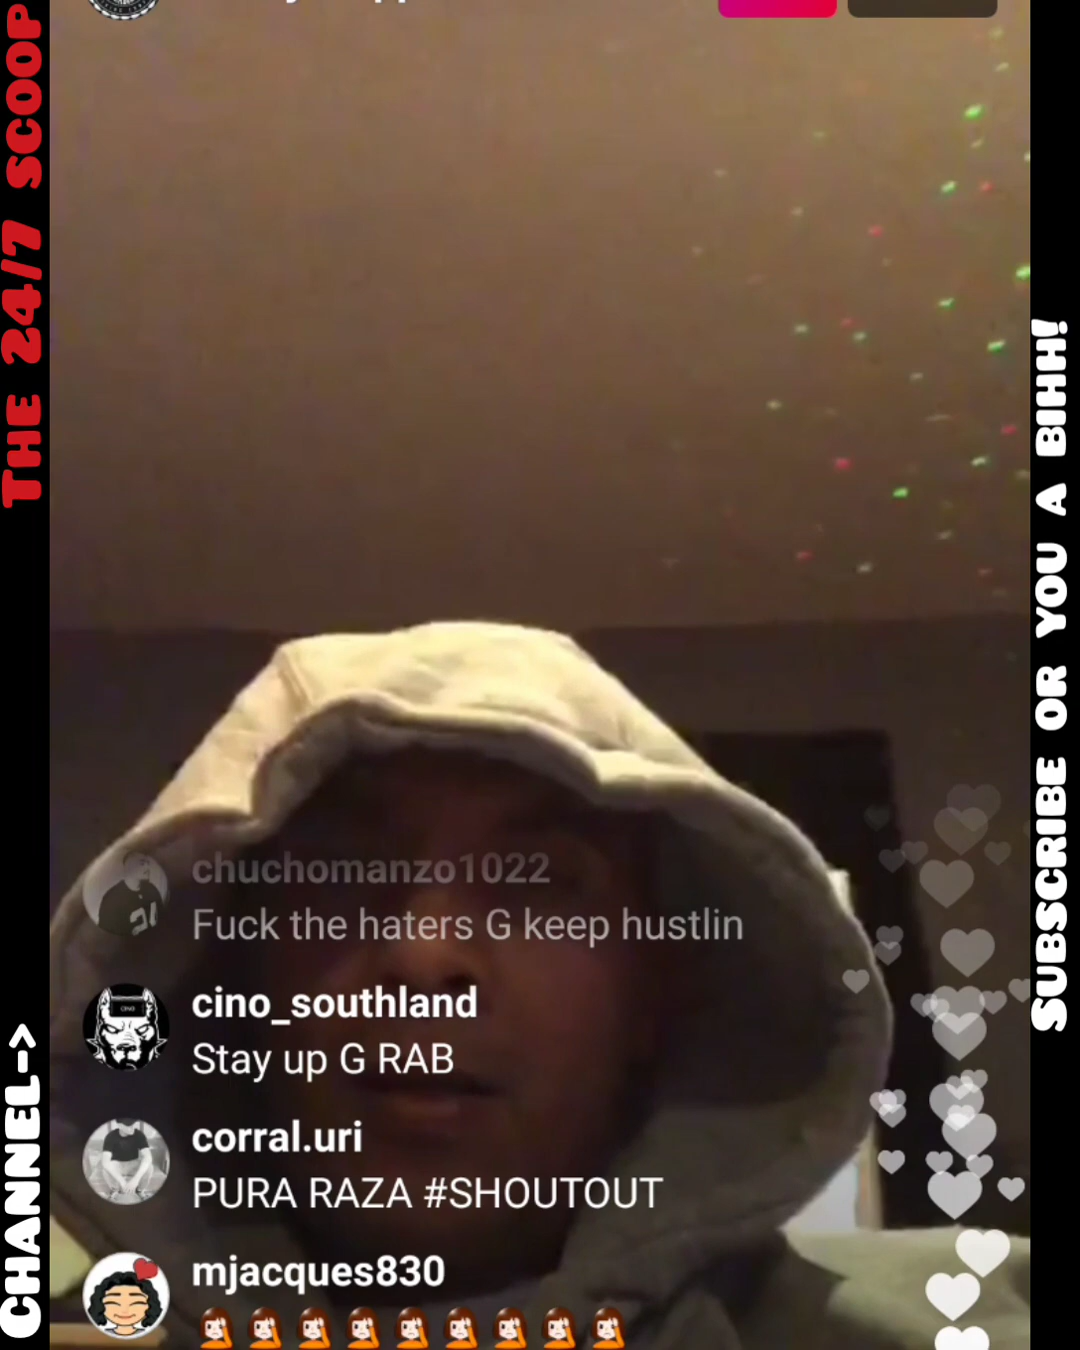 THE 24/7 SCOOP
CHANNEL-->
SUBSCRIBE OR YOU A BIHH!
chuchomanzo1022
Fuck the haters G keep hustlin
cino_southland
Stay up G RAB
corral.uri
PURA RAZA #SHOUTOUT
mjacques830
🤦‍♀️🤦‍♀️🤦‍♀️🤦‍♀️🤦‍♀️🤦‍♀️🤦‍♀️🤦‍♀️🤦‍♀️